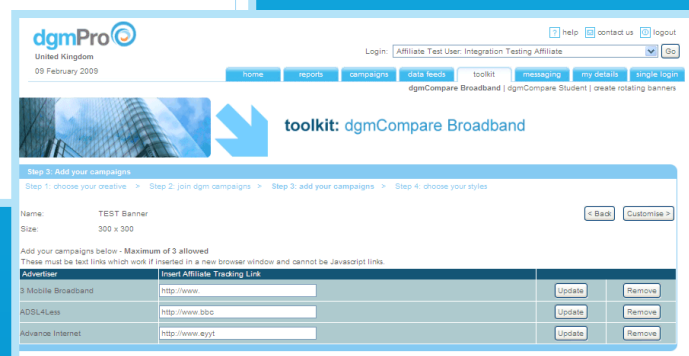 dgmPro
? help contact us logout
United Kingdom
Login: Affiliate Test User: Integration Testing Affiliate Go
09 February 2009
home reports campaigns data feeds toolkit messaging my details single login
dgmCompare Broadband | dgmCompare Student | create rotating banners
toolkit: dgmCompare Broadband
Step 3: Add your campaigns
Step 1: choose your creative > Step 2: join dgm campaigns > Step 3: add your campaigns > Step 4: choose your styles
Name: TEST Banner
< Back Customise >
Size: 300 x 300
Add your campaigns below - Maximum of 3 allowed
These must be text links which work if inserted in a new browser window and cannot be Javascript links.
Advertiser Insert Affiliate Tracking Link
3 Mobile Broadband http://www. Update Remove
ADSL4Less http://www.bbc Update Remove
Advance Internet http://www.eyyt Update Remove